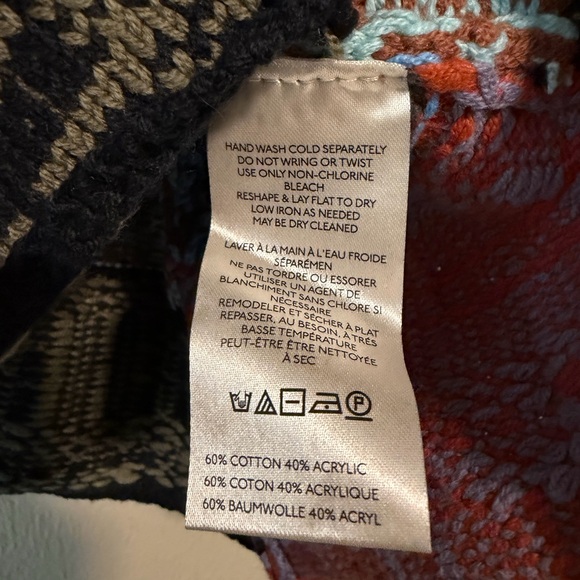 HAND WASH COLD SEPARATELY
DO NOT WRING OR TWIST
USE ONLY NON-CHLORINE
BLEACH
RESHAPE & LAY FLAT TO DRY
LOW IRON AS NEEDED
MAY BE DRY CLEANED
LAVER À LA MAIN À L'EAU FROIDE
SÉPARÉMEN
NE PAS TORDRE OU ESSORER
UTILISER UN AGENT DE
BLANCHIMENT SANS CHLORE SI
NÉCESSAIRE
REMODELER ET SÉCHER À PLAT
REPASSER, AU BESOIN, À TRÉS
BASSE TEMPÉRATURE
PEUT-ÊTRE ÊTRE NETTOYÉE
À SEC
P
60% COTTON 40% ACRYLIC
60% COTON 40% ACRYLIQUE
60% BAUMWOLLE 40% ACRYL